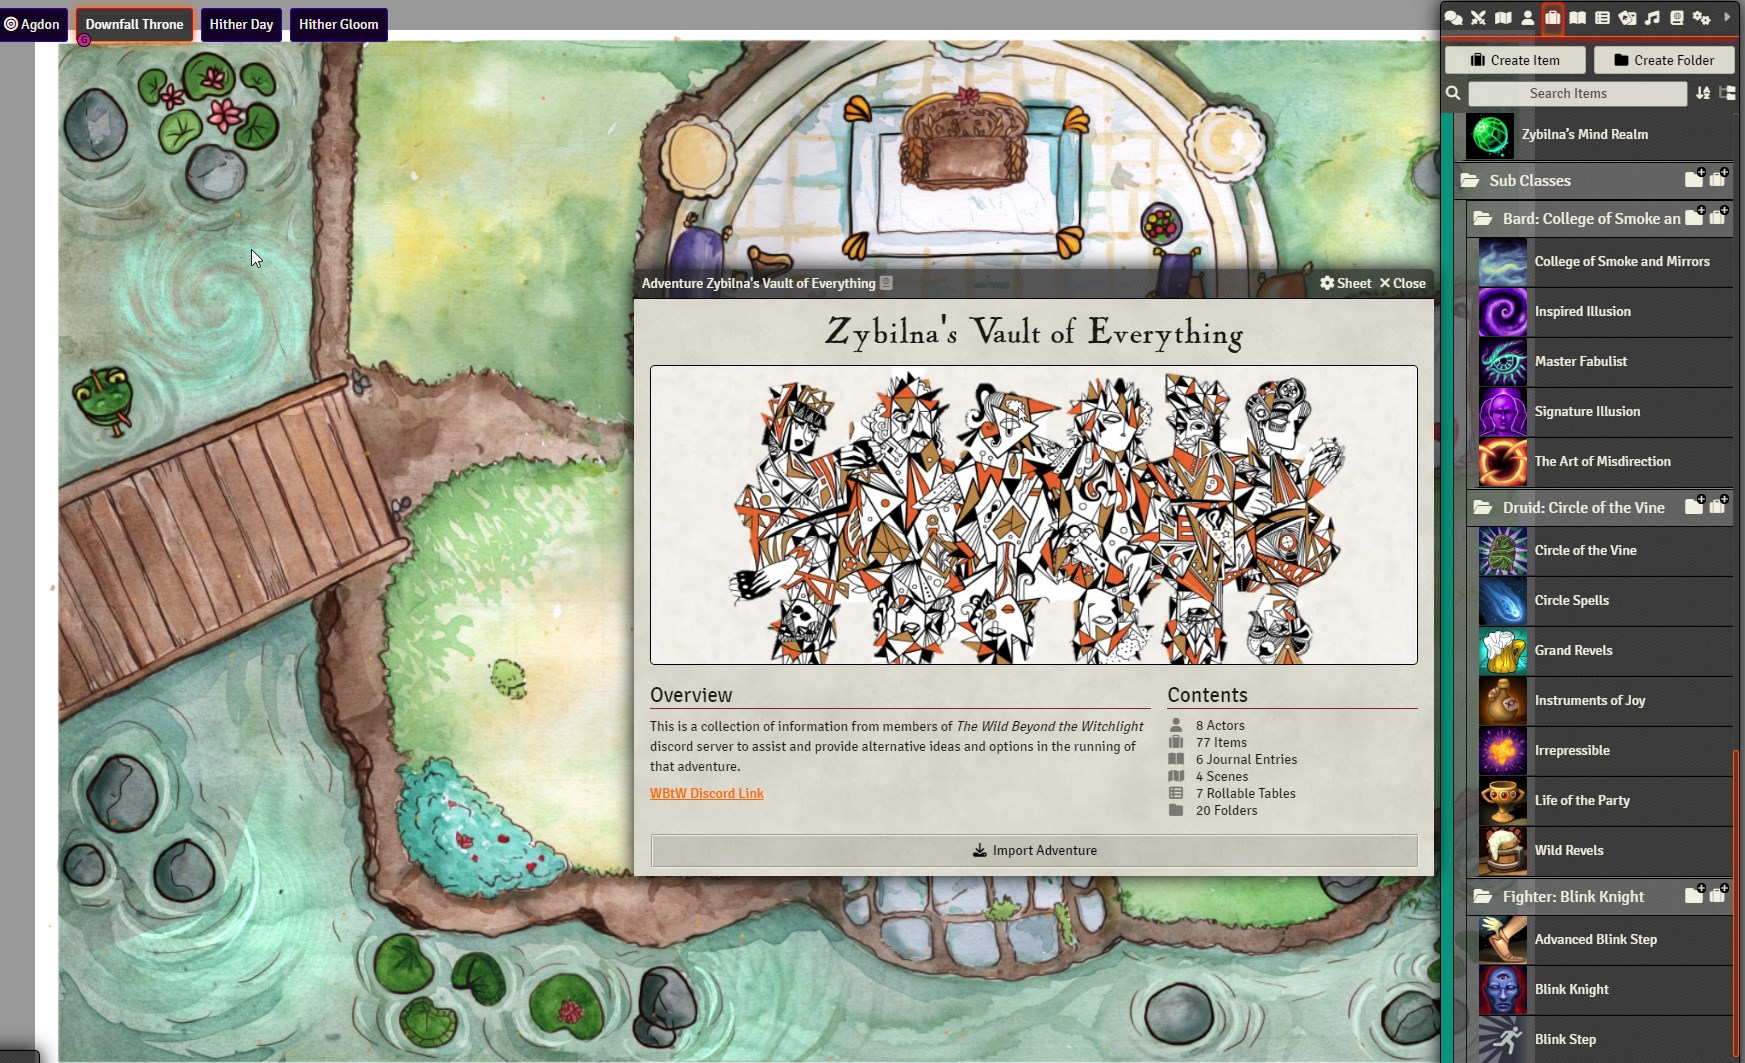 Agdon
Downfall Throne
Hither Day
Hither Gloom
G
Create Item
Create Folder
Search Items
Zybilna's Mind Realm
Sub Classes
Bard: College of Smoke an
College of Smoke and Mirrors
Inspired Illusion
Master Fabulist
Signature Illusion
The Art of Misdirection
Druid: Circle of the Vine
Circle of the Vine
Circle Spells
Grand Revels
Instruments of Joy
Irrepressible
Life of the Party
Wild Revels
Fighter: Blink Knight
Advanced Blink Step
Blink Knight
Blink Step
Adventure Zybilna's Vault of Everything
Sheet
Close
Zybilna's Vault of Everything
Overview
This is a collection of information from members of The Wild Beyond the Witchlight
discord server to assist and provide alternative ideas and options in the running of
that adventure.
WBtW Discord Link
Contents
8 Actors
77 Items
6 Journal Entries
4 Scenes
7 Rollable Tables
20 Folders
Import Adventure